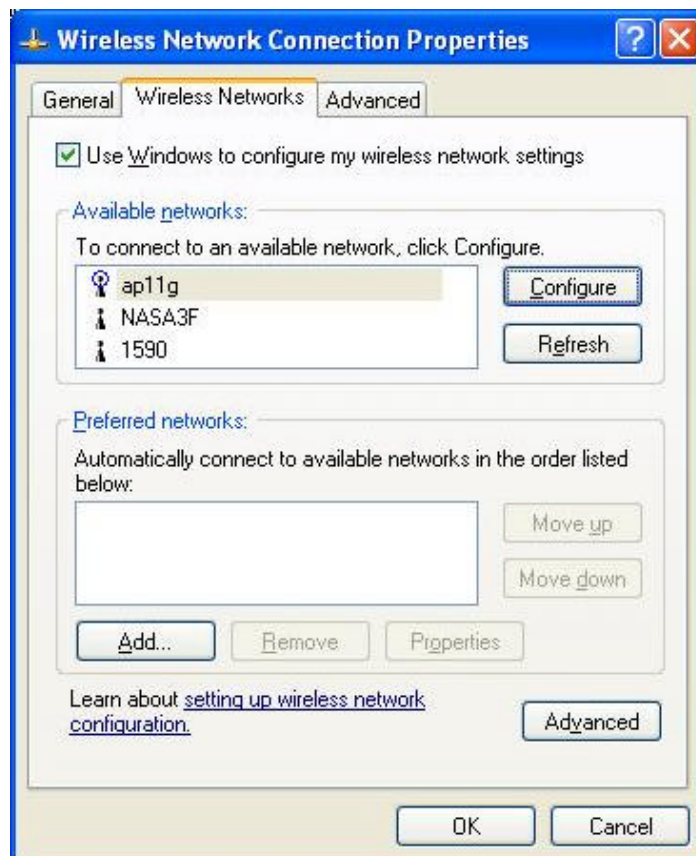 Wireless Network Connection Properties
General Wireless Networks Advanced
Use Windows to configure my wireless network settings
Available networks:
To connect to an available network, click Configure.
ap11g
Configure
NASA3F
1590
Refresh
Preferred networks:
Automatically connect to available networks in the order listed
below:
Move up
Move down
Add... Remove Properties
Learn about setting up wireless network
configuration.
Advanced
OK Cancel